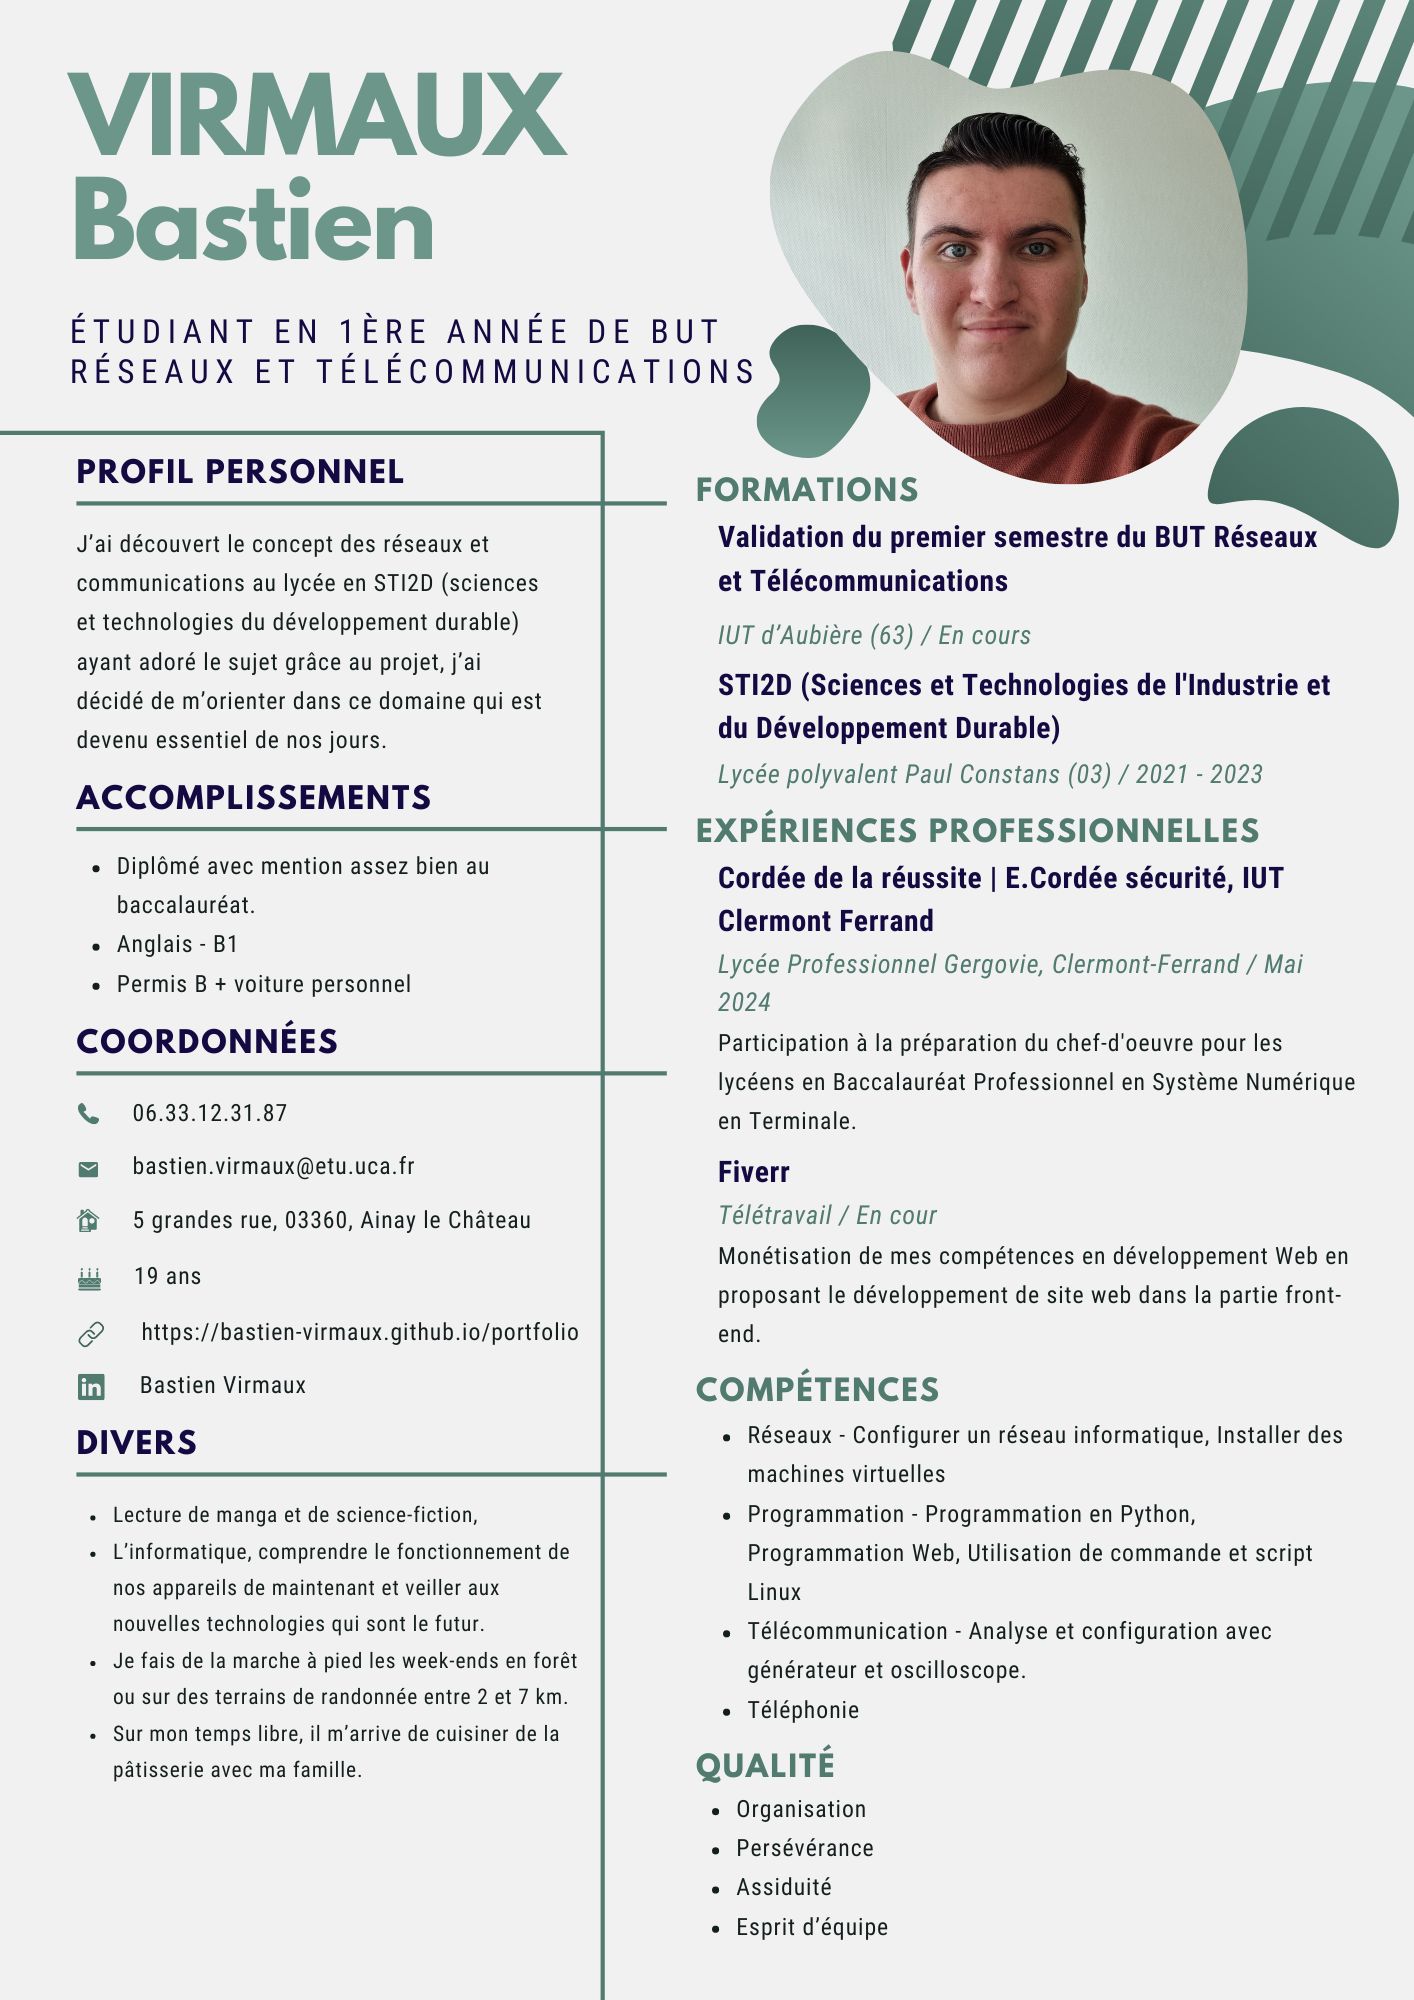 VIRMAUX
Bastien
ÉTUDIANT EN 1ÈRE ANNÉE DE BUT
RÉSEAUX ET TÉLÉCOMMUNICATIONS
PROFIL PERSONNEL
J’ai découvert le concept des réseaux et
communications au lycée en STI2D (sciences
et technologies du développement durable)
ayant adoré le sujet grâce au projet, j’ai
décidé de m’orienter dans ce domaine qui est
devenu essentiel de nos jours.
ACCOMPLISSEMENTS
• Diplômé avec mention assez bien au
baccalauréat.
• Anglais - B1
• Permis B + voiture personnel
COORDONNÉES
06.33.12.31.87
bastien.virmaux@etu.uca.fr
5 grandes rue, 03360, Ainay le Château
19 ans
https://bastien-virmaux.github.io/portfolio
in
Bastien Virmaux
DIVERS
• Lecture de manga et de science-fiction,
• L’informatique, comprendre le fonctionnement de
nos appareils de maintenant et veiller aux
nouvelles technologies qui sont le futur.
• Je fais de la marche à pied les week-ends en forêt
ou sur des terrains de randonnée entre 2 et 7 km.
• Sur mon temps libre, il m’arrive de cuisiner de la
pâtisserie avec ma famille.
FORMATIONS
Validation du premier semestre du BUT Réseaux
et Télécommunications
IUT d’Aubière (63) / En cours
STI2D (Sciences et Technologies de l'Industrie et
du Développement Durable)
Lycée polyvalent Paul Constans (03) / 2021 - 2023
EXPÉRIENCES PROFESSIONNELLES
Cordée de la réussite | E.Cordée sécurité, IUT
Clermont Ferrand
Lycée Professionnel Gergovie, Clermont-Ferrand / Mai
2024
Participation à la préparation du chef-d'oeuvre pour les
lycéens en Baccalauréat Professionnel en Système Numérique
en Terminale.
Fiverr
Télétravail / En cour
Monétisation de mes compétences en développement Web en
proposant le développement de site web dans la partie front-
end.
COMPÉTENCES
• Réseaux - Configurer un réseau informatique, Installer des
machines virtuelles
• Programmation - Programmation en Python,
Programmation Web, Utilisation de commande et script
Linux
• Télécommunication - Analyse et configuration avec
générateur et oscilloscope.
• Téléphonie
QUALITÉ
• Organisation
• Persévérance
• Assiduité
• Esprit d’équipe